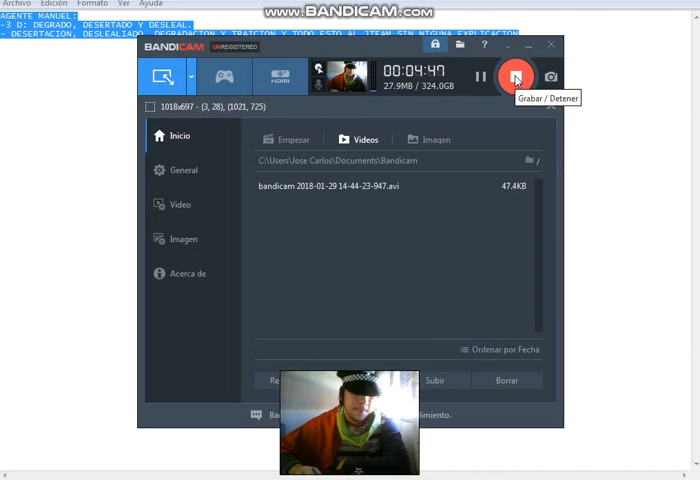 Archivo Edición Formato Ver Ayuda
www.BANDICAM.com
AGENTE MANUEL:
-3 D: DEGRADO, DESERTADO Y DESLEAL.
- DESERTACION, DESLEALIADO, DEGRADACION Y TRAICION Y TODO ESTO AL JTEAM SIN NIGUNA EXPLICACION
BANDICAM UNREGISTERED
HDMI
00:04:47
27.9MB / 324.0GB
Grabar / Detener
1018x697 - (3, 28), (1021, 725)
Inicio
Empezar Videos Imagen
C:\Users\Jose Carlos\Documents\Bandicam
General
bandicam 2018-01-29 14-44-23-947.avi 47.4KB
Video
Imagen
Acerca de
Ordenar por Fecha
Subir Borrar